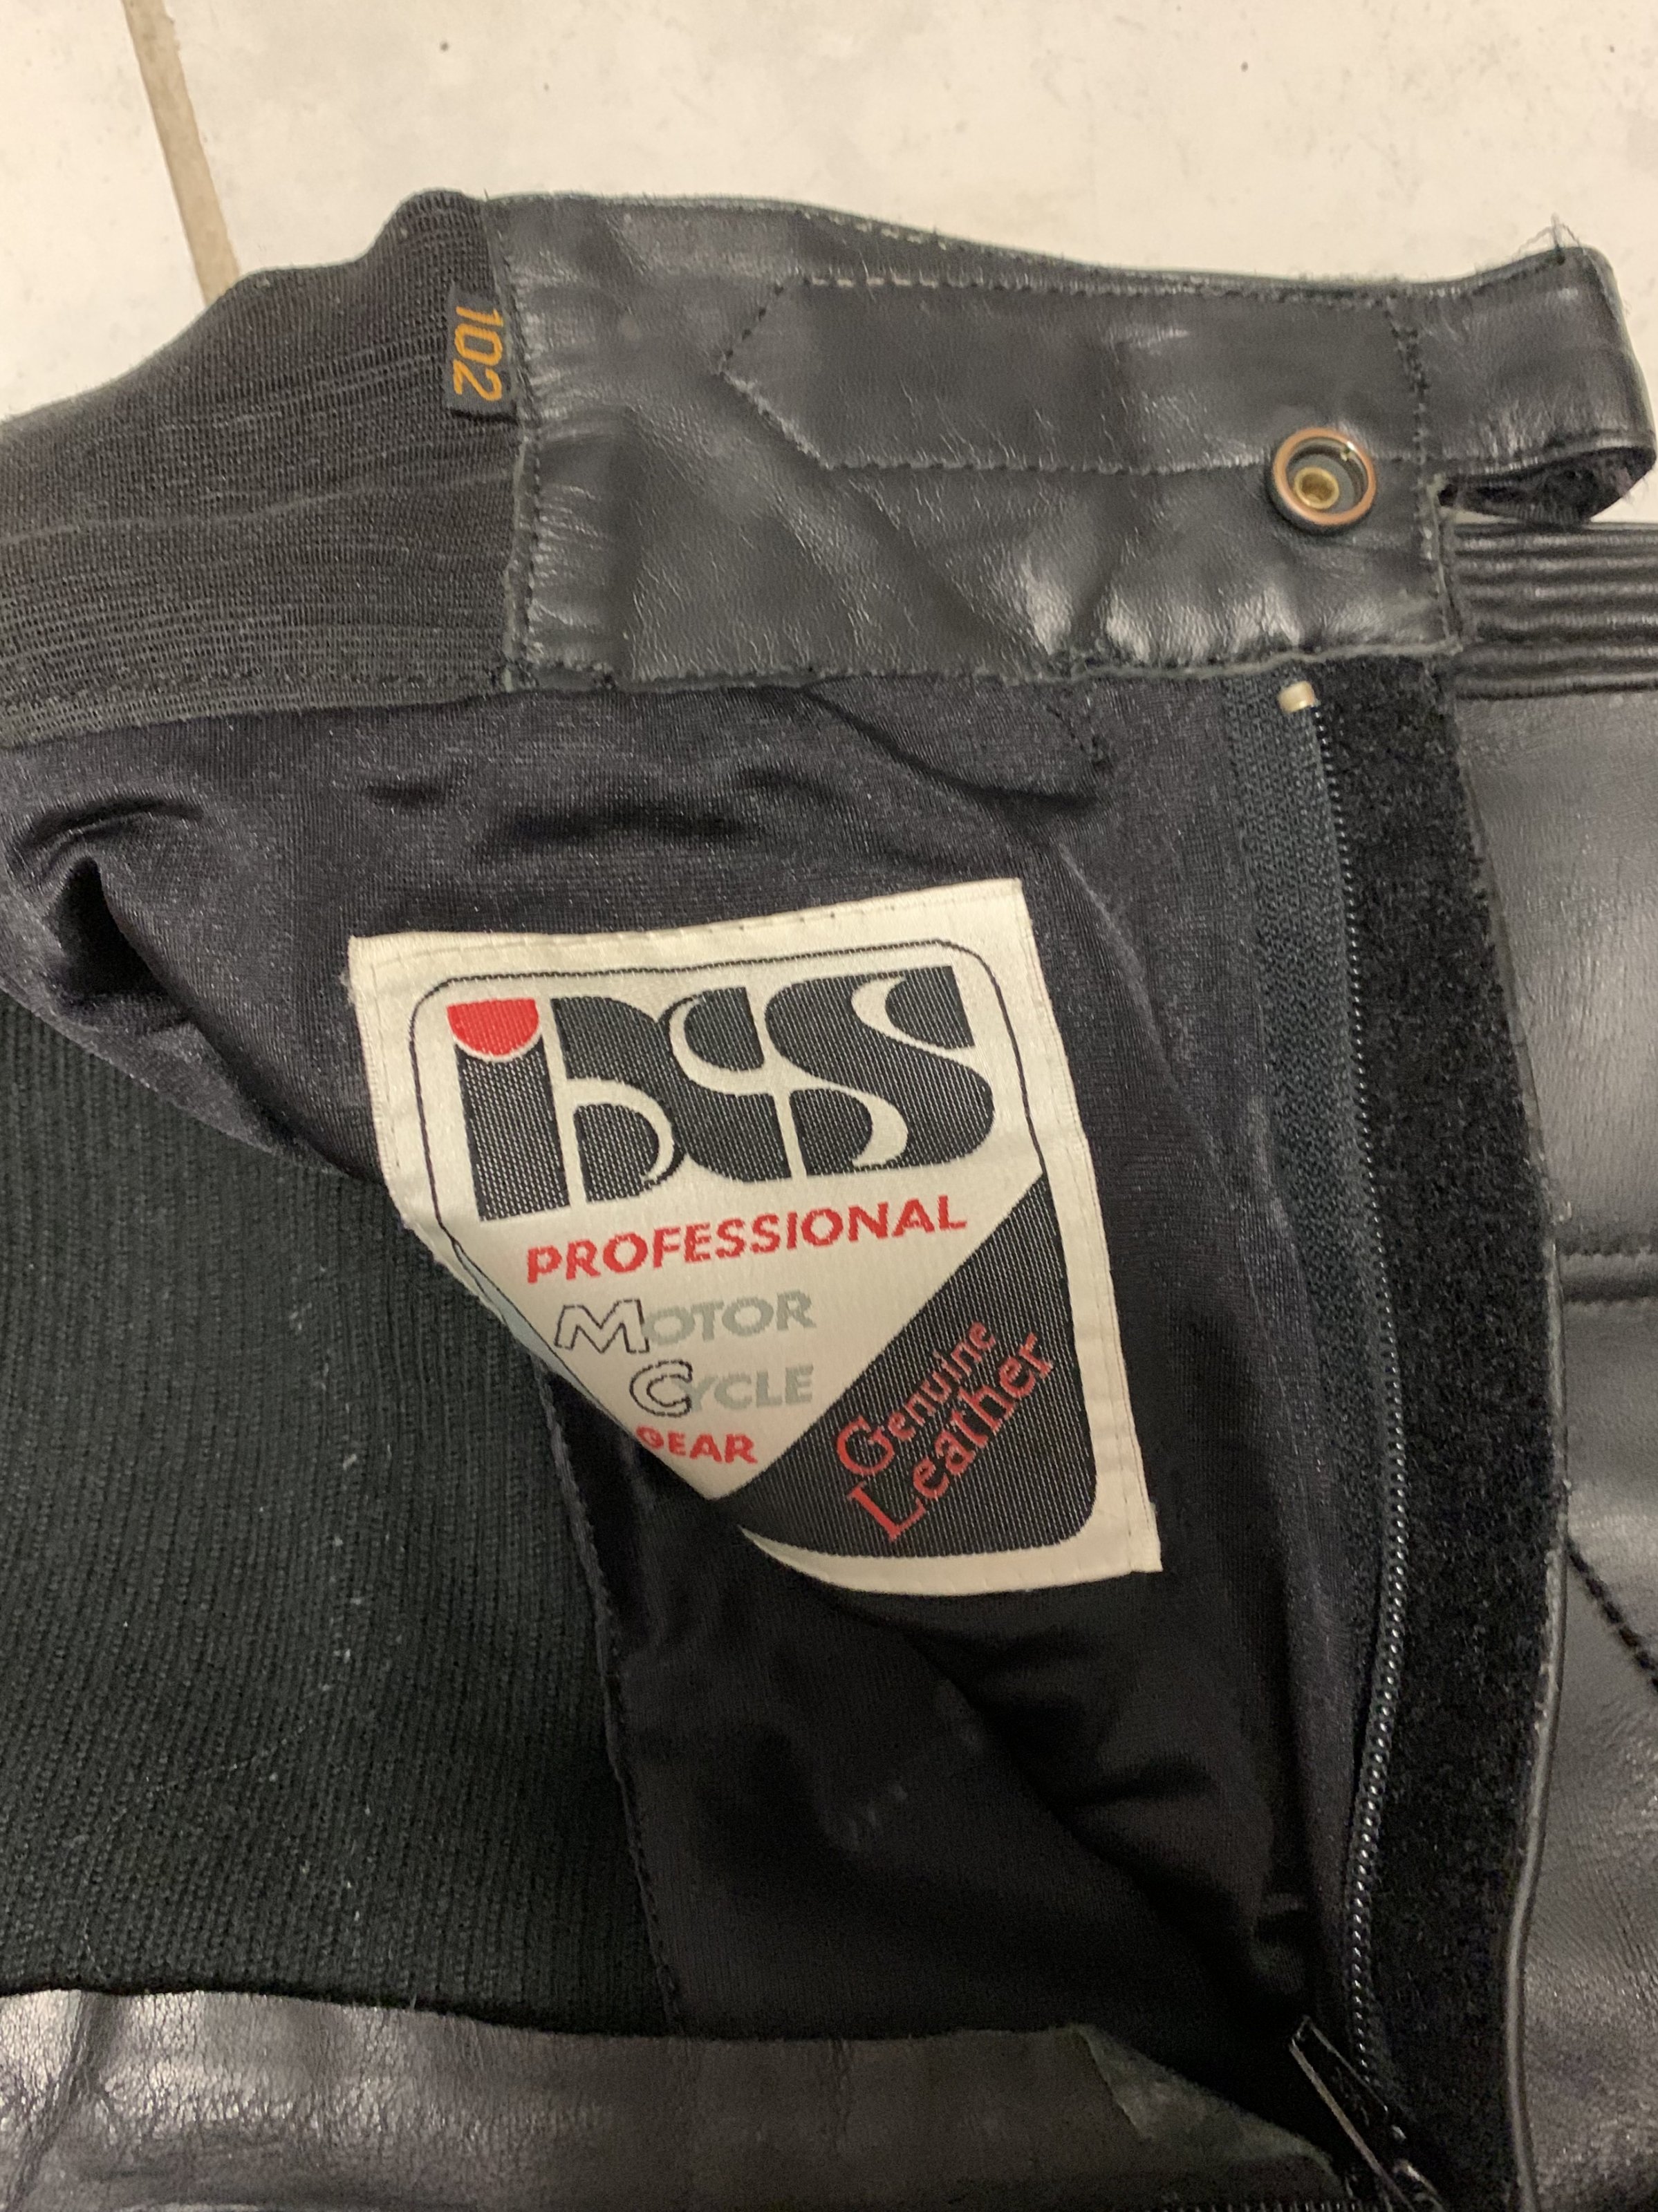 102
iXS
PROFESSIONAL
MOTOR
CYCLE
GEAR
Genuine
Leather